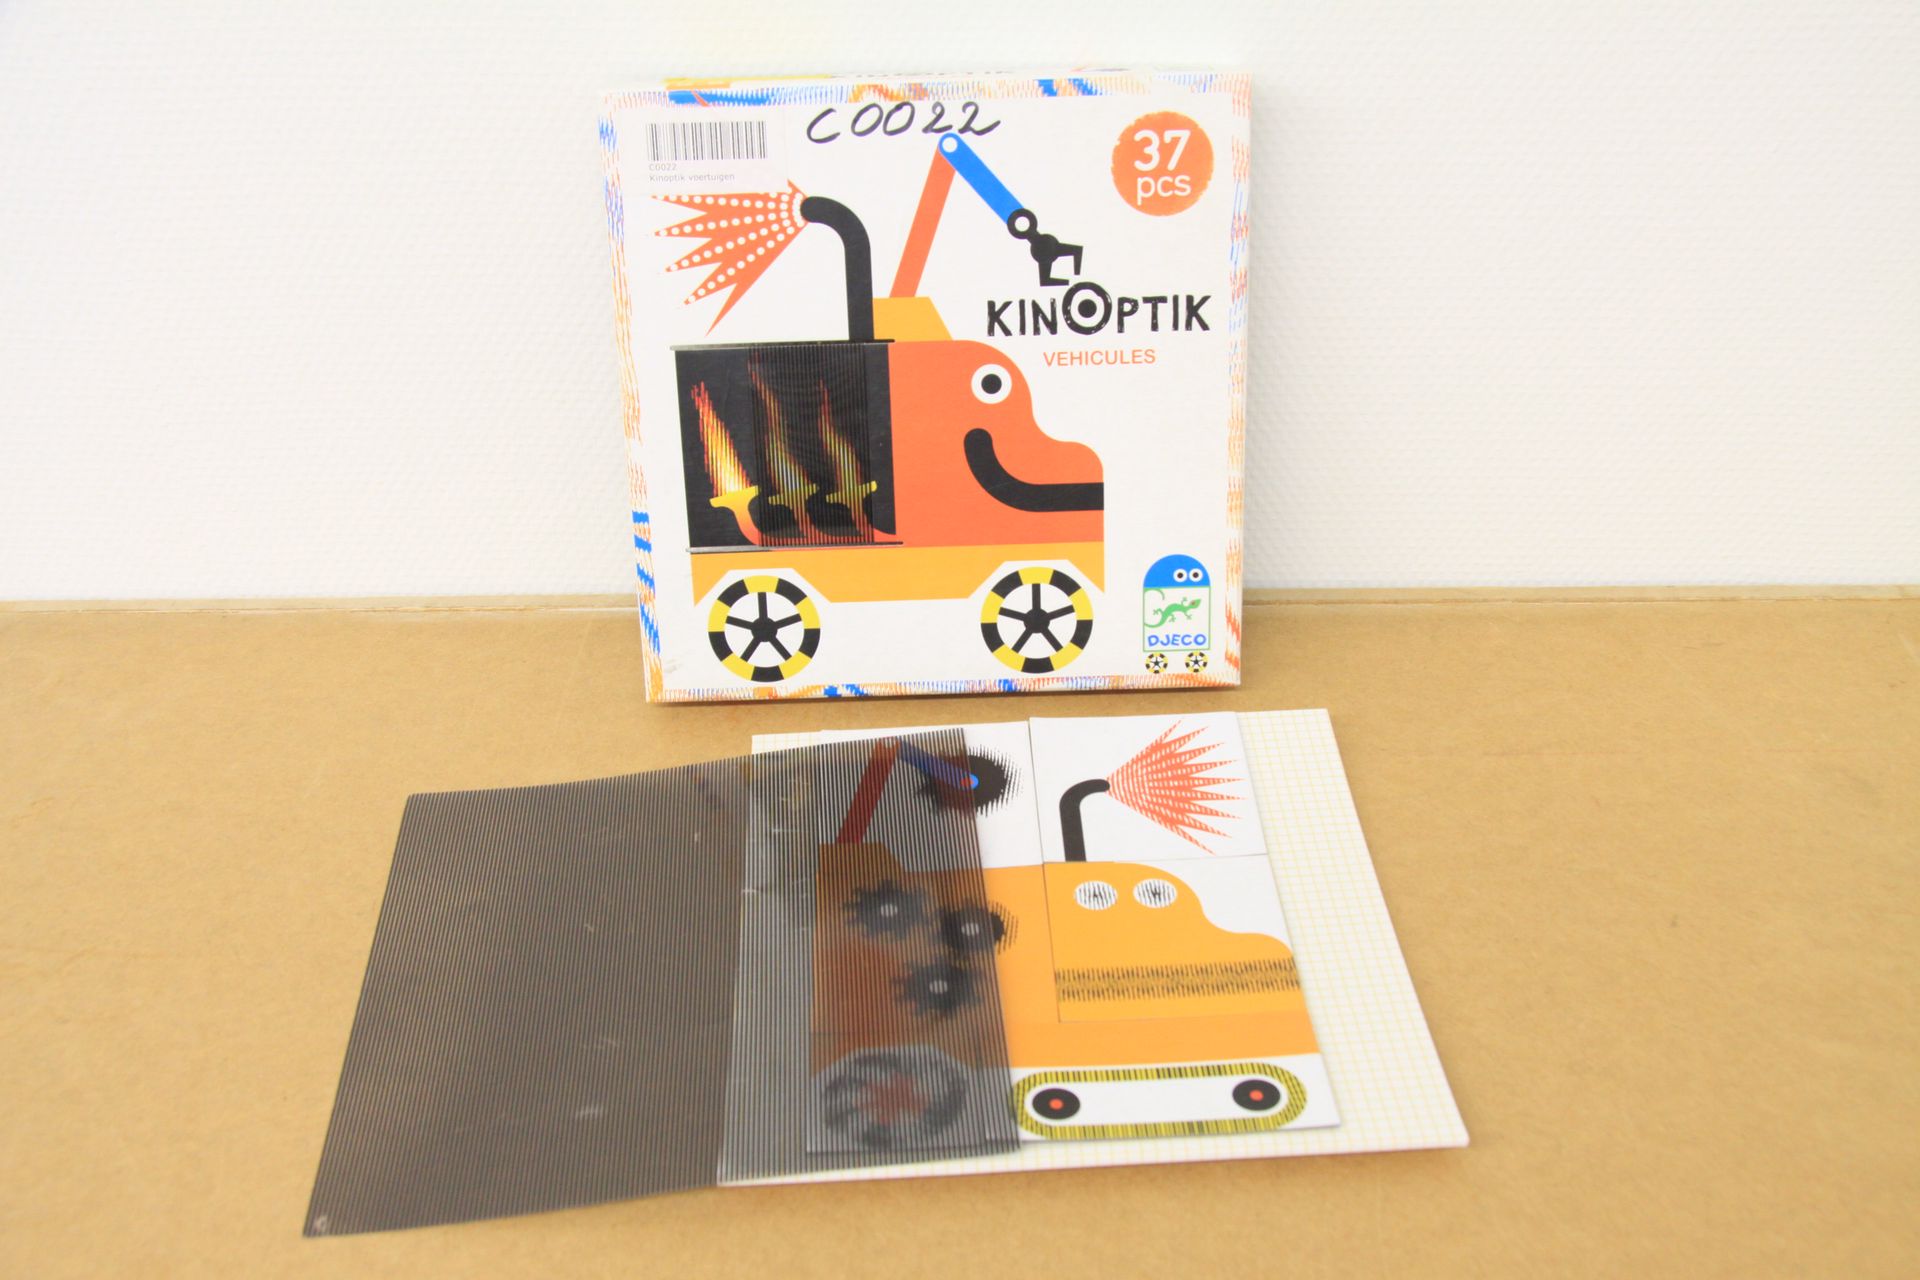 C0022
C0022
Kinoptik voertuigen
37
pcs
KINOPTIK
VEHICULES
DJECO